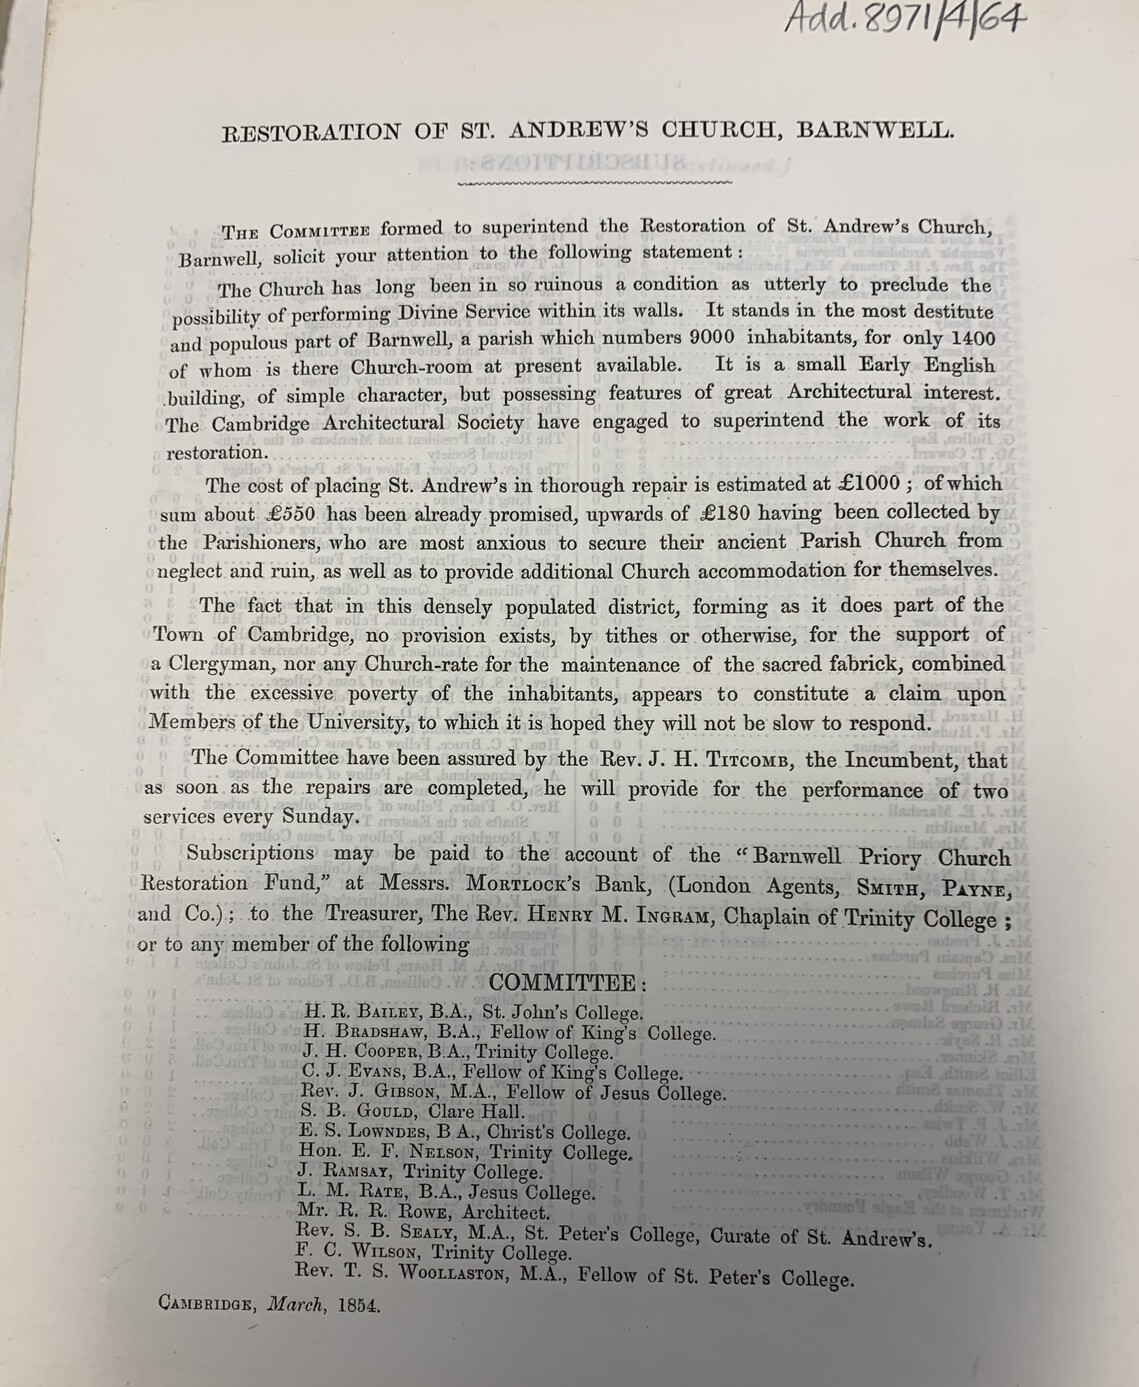 Add. 8971/4/64
RESTORATION OF ST. ANDREW'S CHURCH, BARNWELL.
The Committee formed to superintend the Restoration of St. Andrew's Church,
Barnwell, solicit your attention to the following statement :
The Church has long been in so ruinous a condition as utterly to preclude the
possibility of performing Divine Service within its walls. It stands in the most destitute
and populous part of Barnwell, a parish which numbers 9000 inhabitants, for only 1400
of whom is there Church-room at present available. It is a small Early English
building, of simple character, but possessing features of great Architectural interest.
The Cambridge Architectural Society have engaged to superintend the work of its
restoration.
The cost of placing St. Andrew's in thorough repair is estimated at £1000 ; of which
sum about £550 has been already promised, upwards of £180 having been collected by
the Parishioners, who are most anxious to secure their ancient Parish Church from
neglect and ruin, as well as to provide additional Church accommodation for themselves.
The fact that in this densely populated district, forming as it does part of the
Town of Cambridge, no provision exists, by tithes or otherwise, for the support of
a Clergyman, nor any Church-rate for the maintenance of the sacred fabrick, combined
with the excessive poverty of the inhabitants, appears to constitute a claim upon
Members of the University, to which it is hoped they will not be slow to respond.
The Committee have been assured by the Rev. J. H. Titcomb, the Incumbent, that
as soon as the repairs are completed, he will provide for the performance of two
services every Sunday.
Subscriptions may be paid to the account of the "Barnwell Priory Church
Restoration Fund," at Messrs. Mortlock's Bank, (London Agents, Smith, Payne,
and Co.) ; to the Treasurer, The Rev. Henry M. Ingram, Chaplain of Trinity College ;
or to any member of the following
COMMITTEE :
H. R. Bailey, B.A., St. John's College.
H. Bradshaw, B.A., Fellow of King's College.
J. H. Cooper, B.A., Trinity College.
C. J. Evans, B.A., Fellow of King's College.
Rev. J. Gibson, M.A., Fellow of Jesus College.
S. B. Gould, Clare Hall.
E. S. Lowndes, B A., Christ's College.
Hon. E. F. Nelson, Trinity College.
J. Ramsay, Trinity College.
L. M. Rate, B.A., Jesus College.
Mr. R. R. Rowe, Architect.
Rev. S. B. Sealy, M.A., St. Peter's College, Curate of St. Andrew's.
F. C. Wilson, Trinity College.
Rev. T. S. Woollaston, M.A., Fellow of St. Peter's College.
Cambridge, March, 1854.